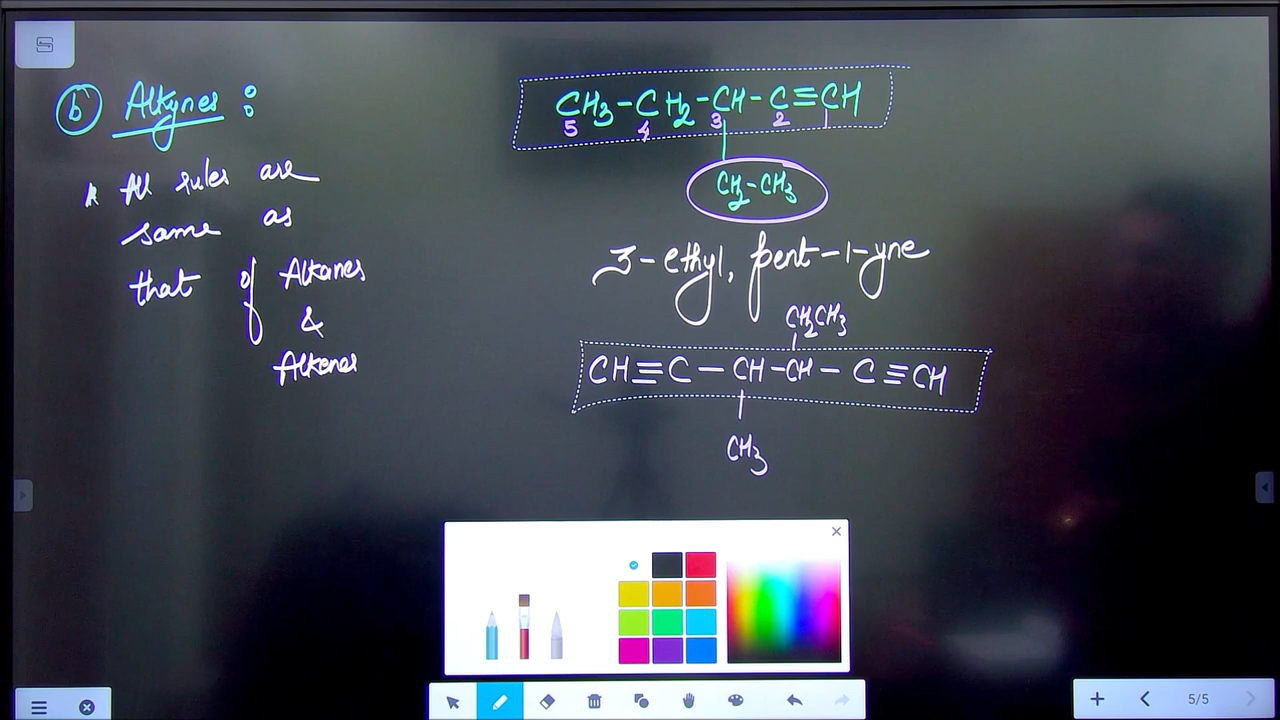 b Alkynes :
* All rules are
same as
that of Alkanes
&
Alkenes
CH3-CH2-CH-C≡CH
5 4 3 2 1
CH2-CH3
3-ethyl, pent-1-yne
CH2CH3
CH≡C-CH-CH-C≡CH
CH3
5/5